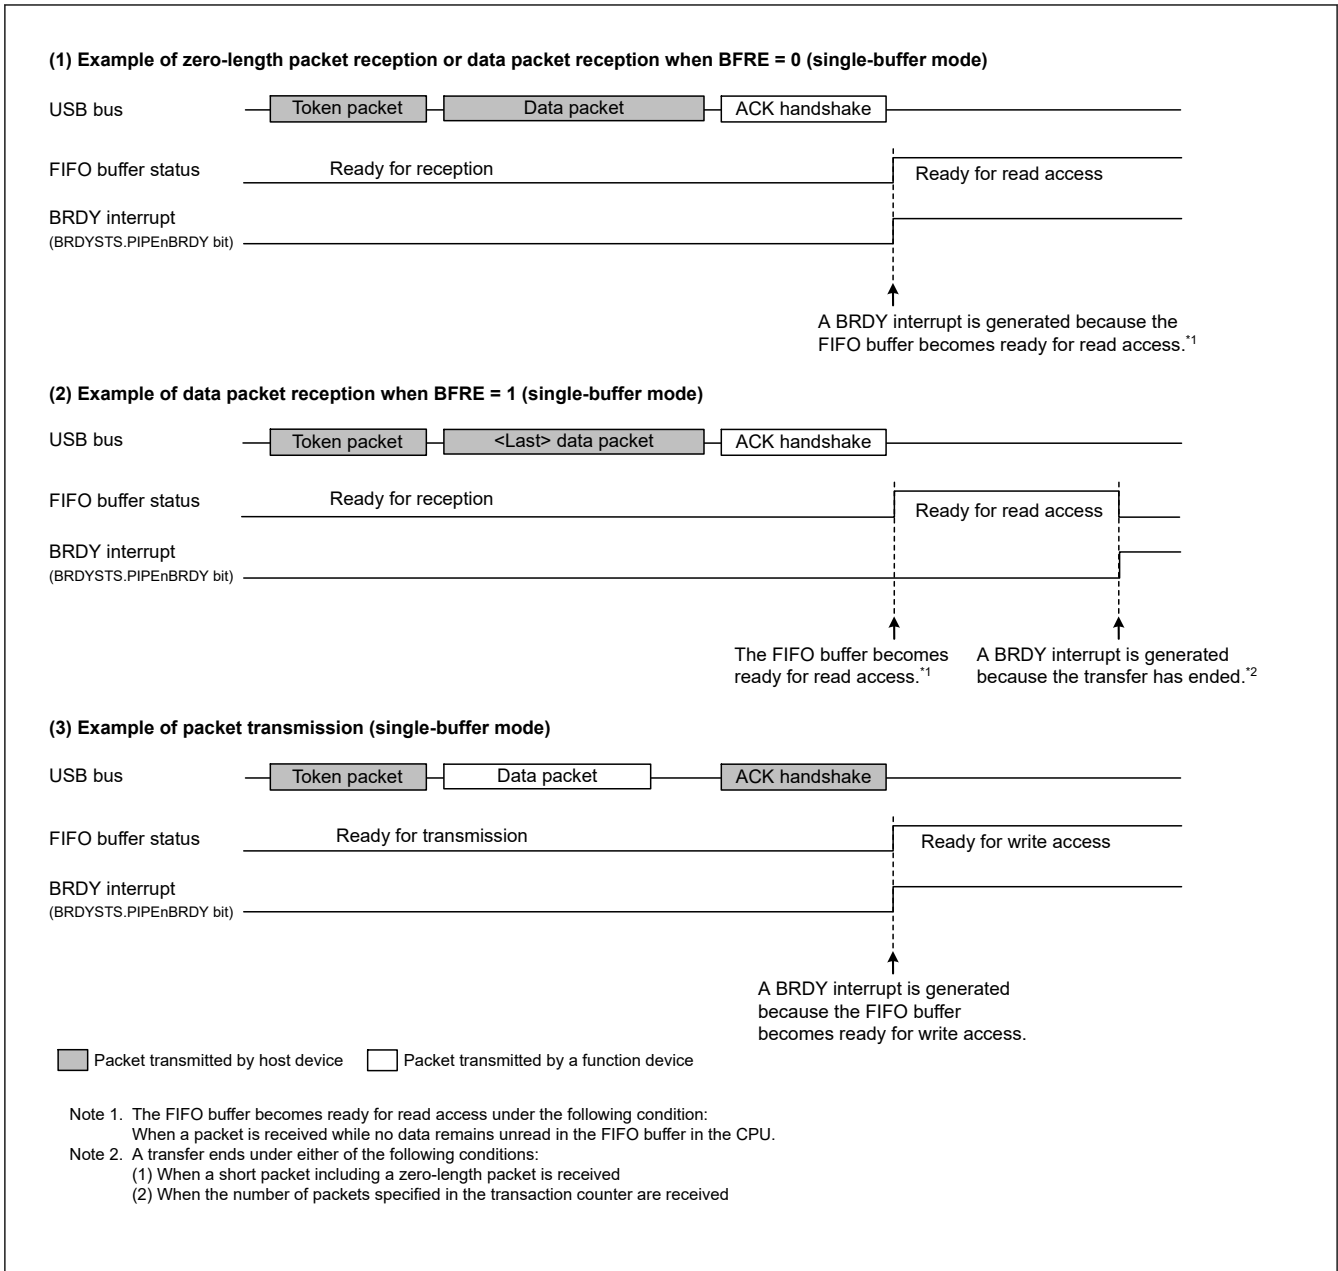 (1) Example of zero-length packet reception or data packet reception when BFRE = 0 (single-buffer mode)
USB bus
Token packet
Data packet
ACK handshake
FIFO buffer status
Ready for reception
Ready for read access
BRDY interrupt
(BRDYSTS.PIPEnBRDY bit)
A BRDY interrupt is generated because the
FIFO buffer becomes ready for read access.*1
(2) Example of data packet reception when BFRE = 1 (single-buffer mode)
USB bus
Token packet
<Last> data packet
ACK handshake
FIFO buffer status
Ready for reception
Ready for read access
BRDY interrupt
(BRDYSTS.PIPEnBRDY bit)
The FIFO buffer becomes
ready for read access.*1
A BRDY interrupt is generated
because the transfer has ended.*2
(3) Example of packet transmission (single-buffer mode)
USB bus
Token packet
Data packet
ACK handshake
FIFO buffer status
Ready for transmission
Ready for write access
BRDY interrupt
(BRDYSTS.PIPEnBRDY bit)
A BRDY interrupt is generated
because the FIFO buffer
becomes ready for write access.
Packet transmitted by host device
Packet transmitted by a function device
Note 1. The FIFO buffer becomes ready for read access under the following condition:
When a packet is received while no data remains unread in the FIFO buffer in the CPU.
Note 2. A transfer ends under either of the following conditions:
(1) When a short packet including a zero-length packet is received
(2) When the number of packets specified in the transaction counter are received